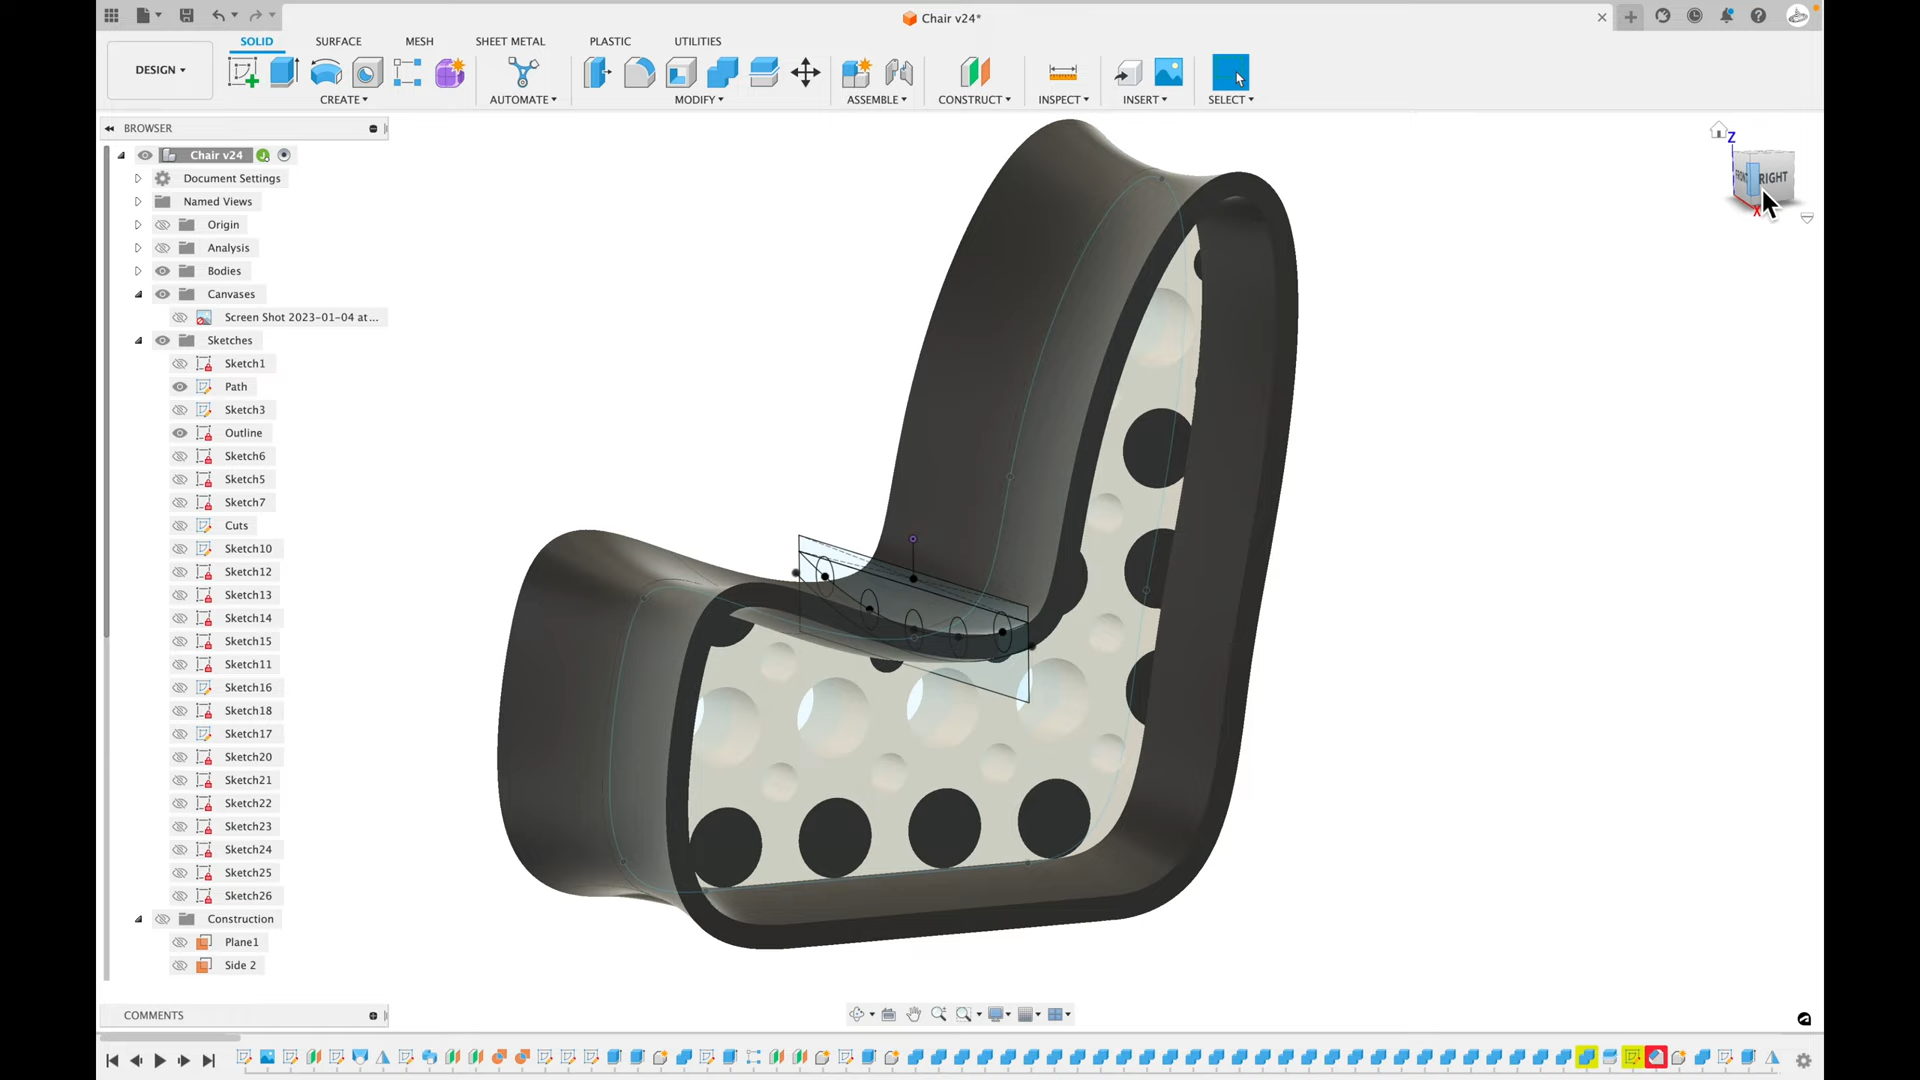 Chair v24*
DESIGN
SOLID
SURFACE
MESH
SHEET METAL
PLASTIC
UTILITIES
CREATE
AUTOMATE
MODIFY
ASSEMBLE
CONSTRUCT
INSPECT
INSERT
SELECT
BROWSER
Chair v24
Document Settings
Named Views
Origin
Analysis
Bodies
Canvases
Screen Shot 2023-01-04 at...
Sketches
Sketch1
Path
Sketch3
Outline
Sketch6
Sketch5
Sketch7
Cuts
Sketch10
Sketch12
Sketch13
Sketch14
Sketch15
Sketch11
Sketch16
Sketch18
Sketch17
Sketch20
Sketch21
Sketch22
Sketch23
Sketch24
Sketch25
Sketch26
Construction
Plane1
Side 2
Z
FRONT
RIGHT
X
COMMENTS